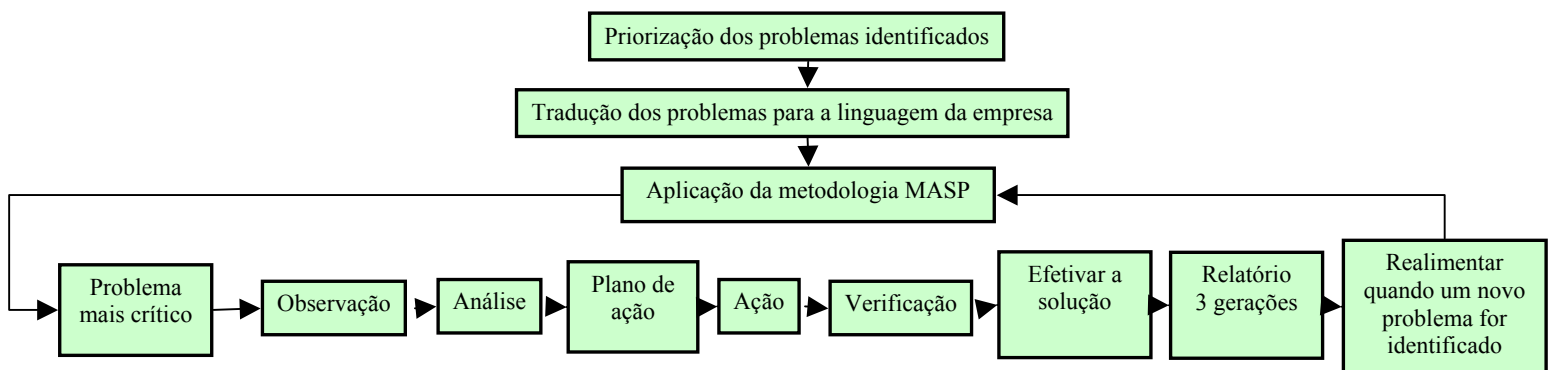 Priorização dos problemas identificados
Tradução dos problemas para a linguagem da empresa
Aplicação da metodologia MASP
Problema
mais crítico
Observação
Análise
Plano de
ação
Ação
Verificação
Efetivar a
solução
Relatório
3 gerações
Realimentar
quando um novo
problema for
identificado